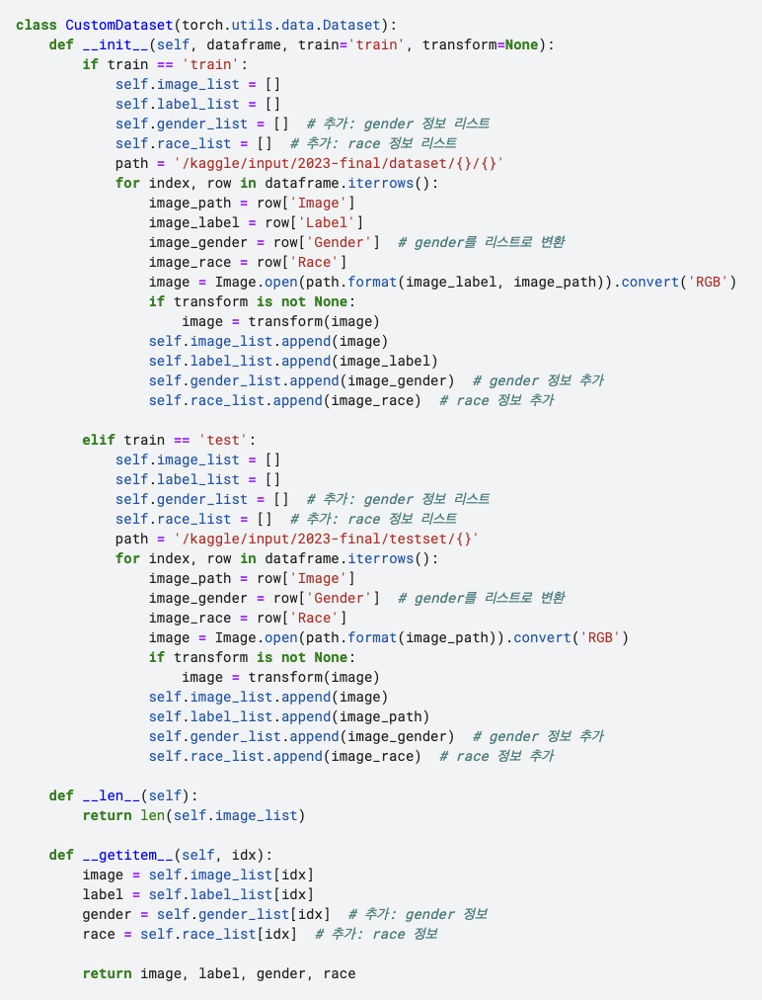 class CustomDataset(torch.utils.data.Dataset):
    def __init__(self, dataframe, train='train', transform=None):
        if train == 'train':
            self.image_list = []
            self.label_list = []
            self.gender_list = []  # 추가: gender 정보 리스트
            self.race_list = []  # 추가: race 정보 리스트
            path = '/kaggle/input/2023-final/dataset/{}/{}'
            for index, row in dataframe.iterrows():
                image_path = row['Image']
                image_label = row['Label']
                image_gender = row['Gender']  # gender를 리스트로 변환
                image_race = row['Race']
                image = Image.open(path.format(image_label, image_path)).convert('RGB')
                if transform is not None:
                    image = transform(image)
                self.image_list.append(image)
                self.label_list.append(image_label)
                self.gender_list.append(image_gender)  # gender 정보 추가
                self.race_list.append(image_race)  # race 정보 추가

        elif train == 'test':
            self.image_list = []
            self.label_list = []
            self.gender_list = []  # 추가: gender 정보 리스트
            self.race_list = []  # 추가: race 정보 리스트
            path = '/kaggle/input/2023-final/testset/{}'
            for index, row in dataframe.iterrows():
                image_path = row['Image']
                image_gender = row['Gender']  # gender를 리스트로 변환
                image_race = row['Race']
                image = Image.open(path.format(image_path)).convert('RGB')
                if transform is not None:
                    image = transform(image)
                self.image_list.append(image)
                self.label_list.append(image_path)
                self.gender_list.append(image_gender)  # gender 정보 추가
                self.race_list.append(image_race)  # race 정보 추가

    def __len__(self):
        return len(self.image_list)

    def __getitem__(self, idx):
        image = self.image_list[idx]
        label = self.label_list[idx]
        gender = self.gender_list[idx]  # 추가: gender 정보
        race = self.race_list[idx]  # 추가: race 정보

        return image, label, gender, race